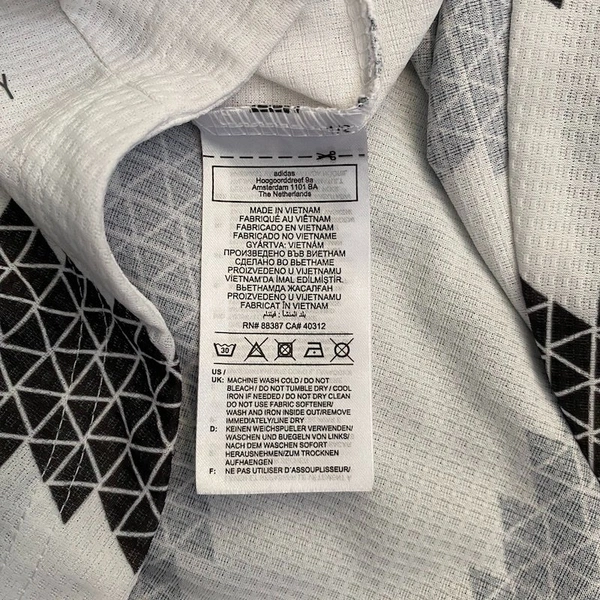 Y
adidas
Hoogoorddreef 9a
Amsterdam 1101 BA
The Netherlands
MADE IN VIETNAM
FABRIQUÉ AU VIÊTNAM
FABRICADO EN VIETNAM
FABRICADO NO VIETNAME
GYÁRTVA: VIETNÁM
ПРОИЗВЕДЕНО ВЪВ ВИЕТНАМ
СДЕЛАНО ВО ВЬЕТНАМЕ
PROIZVEDENO U VIJETNAMU
VIETNAM'DA İMAL EDİLMİŞTİR.
ВЬЕТНАМДА ЖАСАЛҒАН
PROIZVEDENO U VIJETNAMU
FABRICAT ÎN VIETNAM
بلد المنشأ : فيتنام
RN# 88387 CA# 40312
30
US /
UK: MACHINE WASH COLD / DO NOT
BLEACH / DO NOT TUMBLE DRY / COOL
IRON IF NEEDED / DO NOT DRY CLEAN
DO NOT USE FABRIC SOFTENER/
WASH AND IRON INSIDE OUT/REMOVE
IMMEDIATELY/LINE DRY
D: KEINEN WEICHSPUELER VERWENDEN/
WASCHEN UND BUEGELN VON LINKS/
NACH DEM WASCHEN SOFORT
HERAUSNEHMEN/ZUM TROCKNEN
AUFHAENGEN
F: NE PAS UTILISER D'ASSOUPLISSEUR/